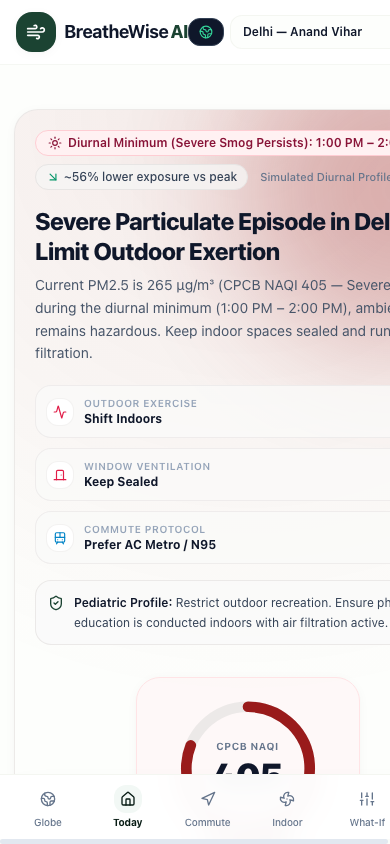 BreatheWise AI
Delhi — Anand Vihar
Diurnal Minimum (Severe Smog Persists): 1:00 PM – 2:
~56% lower exposure vs peak
Simulated Diurnal Profile
Severe Particulate Episode in Del
Limit Outdoor Exertion
Current PM2.5 is 265 µg/m³ (CPCB NAQI 405 — Severe
during the diurnal minimum (1:00 PM – 2:00 PM), ambie
remains hazardous. Keep indoor spaces sealed and run
filtration.
OUTDOOR EXERCISE
Shift Indoors
WINDOW VENTILATION
Keep Sealed
COMMUTE PROTOCOL
Prefer AC Metro / N95
Pediatric Profile: Restrict outdoor recreation. Ensure ph
education is conducted indoors with air filtration active.
CPCB NAQI
405
Globe
Today
Commute
Indoor
What-If